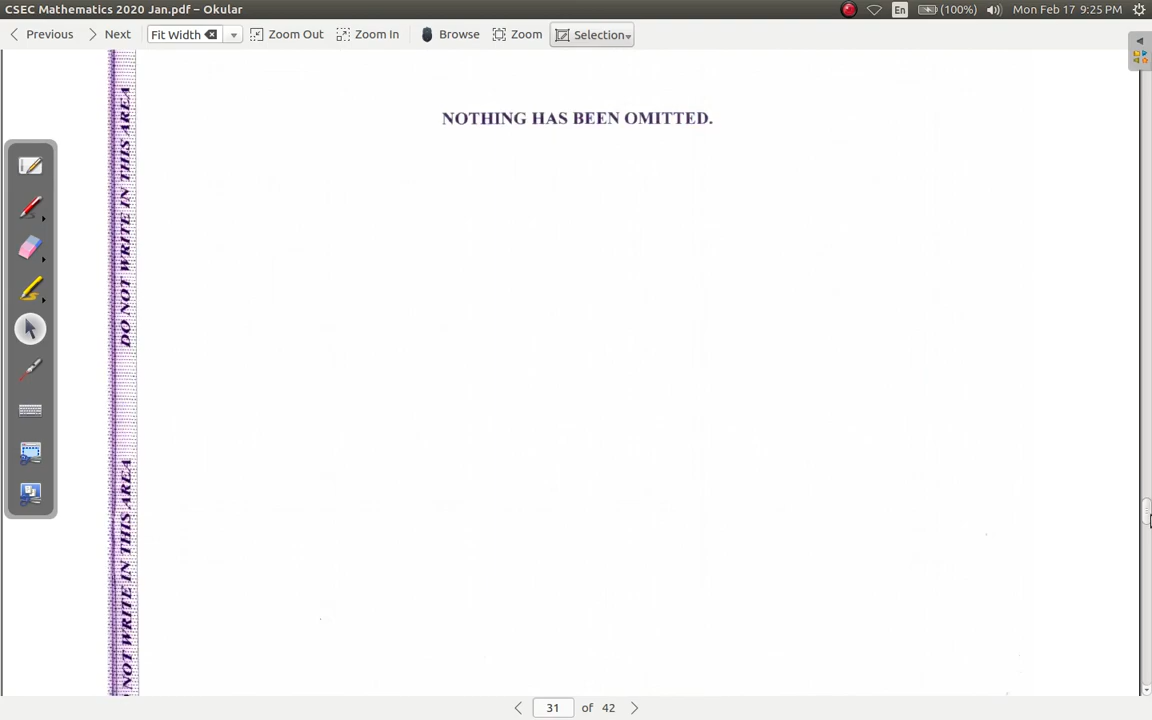 CSEC Mathematics 2020 Jan.pdf – Okular
En
(100%)
Mon Feb 17 9:25 PM
Previous
Next
Fit Width
Zoom Out
Zoom In
Browse
Zoom
Selection
DO NOT WRITE IN THIS AREA
NOTHING HAS BEEN OMITTED.
NOT WRITE IN THIS AREA
31 of 42